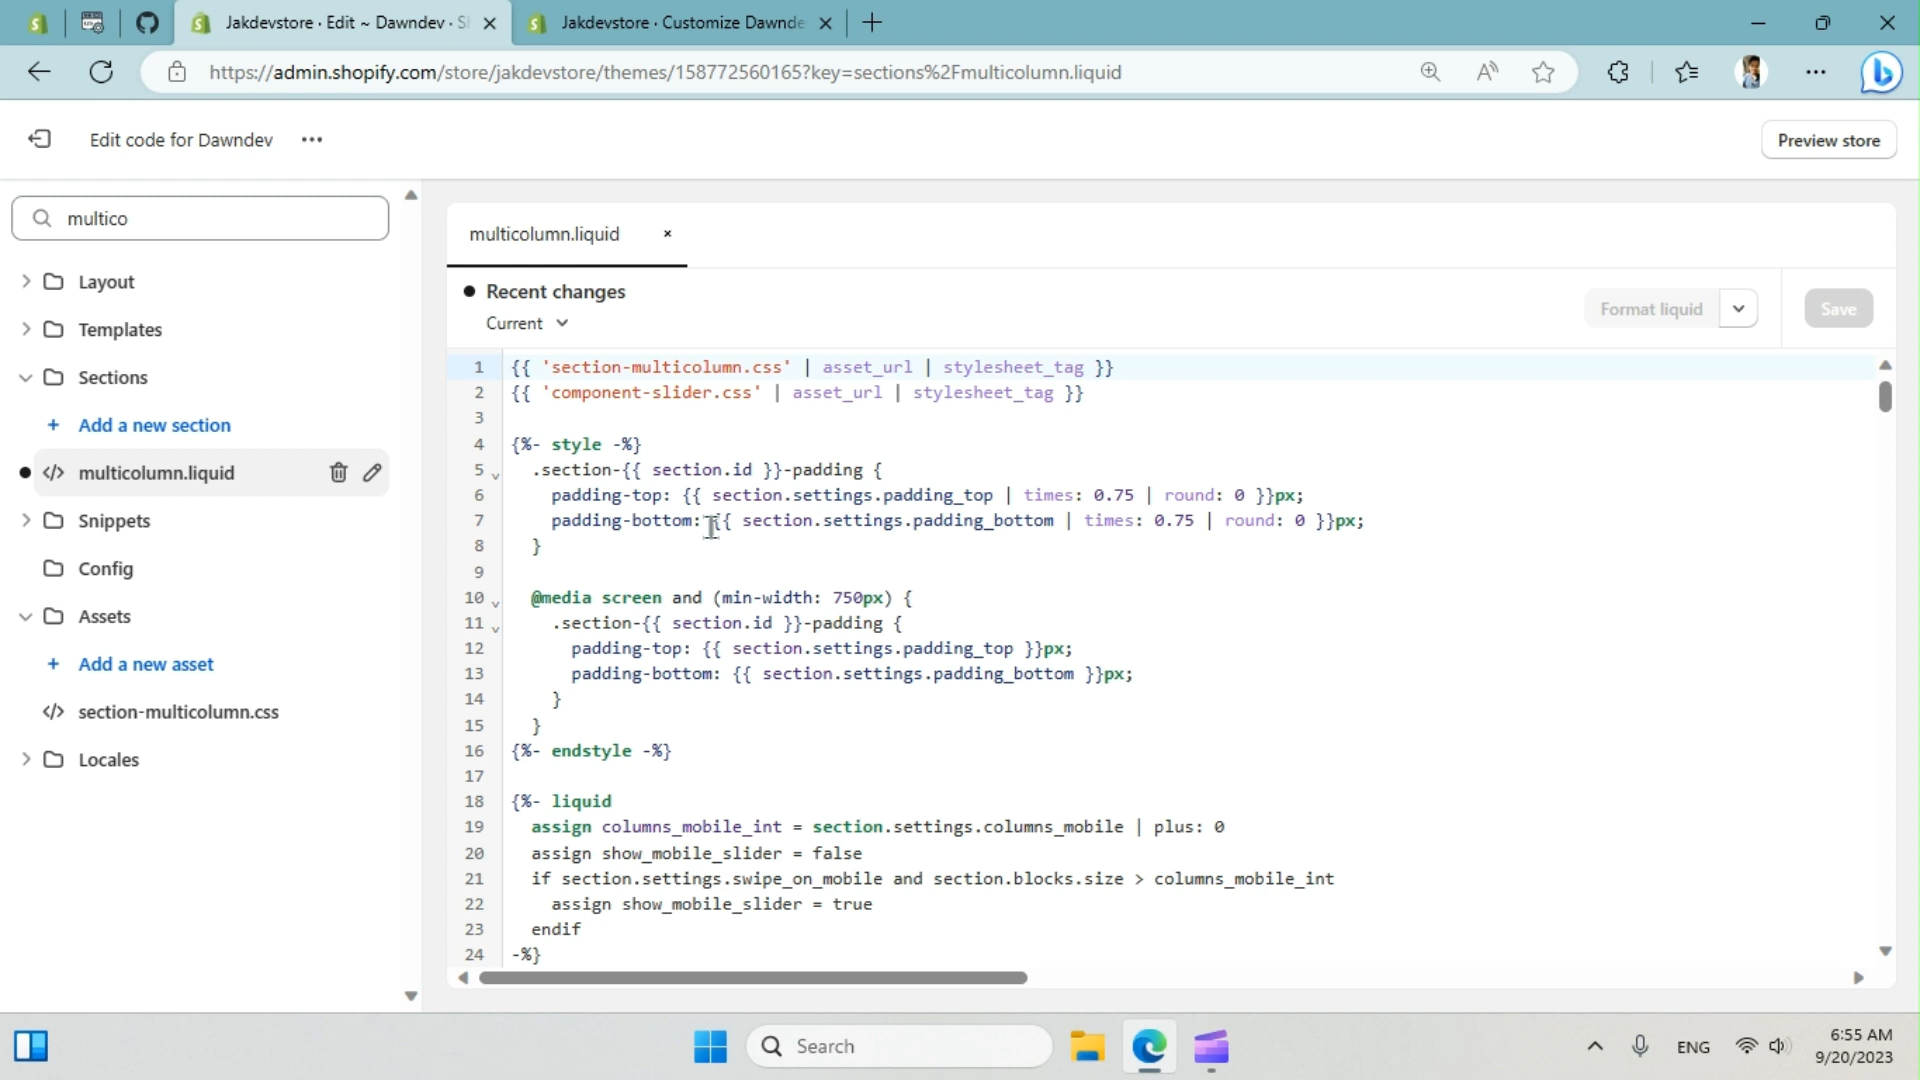 Jakdevstore · Edit ~ Dawndev · S
Jakdevstore · Customize Dawnde
https://admin.shopify.com/store/jakdevstore/themes/158772560165?key=sections%2Fmulticolumn.liquid
Edit code for Dawndev
Preview store
multico
Layout
Templates
Sections
Add a new section
multicolumn.liquid
Snippets
Config
Assets
Add a new asset
section-multicolumn.css
Locales
multicolumn.liquid
Recent changes
Current
Format liquid
Save
1 {{ 'section-multicolumn.css' | asset_url | stylesheet_tag }}
2 {{ 'component-slider.css' | asset_url | stylesheet_tag }}
3
4 {%- style -%}
5 .section-{{ section.id }}-padding {
6 padding-top: {{ section.settings.padding_top | times: 0.75 | round: 0 }}px;
7 padding-bottom: {{ section.settings.padding_bottom | times: 0.75 | round: 0 }}px;
8 }
9
10 @media screen and (min-width: 750px) {
11 .section-{{ section.id }}-padding {
12 padding-top: {{ section.settings.padding_top }}px;
13 padding-bottom: {{ section.settings.padding_bottom }}px;
14 }
15 }
16 {%- endstyle -%}
17
18 {%- liquid
19 assign columns_mobile_int = section.settings.columns_mobile | plus: 0
20 assign show_mobile_slider = false
21 if section.settings.swipe_on_mobile and section.blocks.size > columns_mobile_int
22 assign show_mobile_slider = true
23 endif
24 -%}
Search
ENG
6:55 AM
9/20/2023